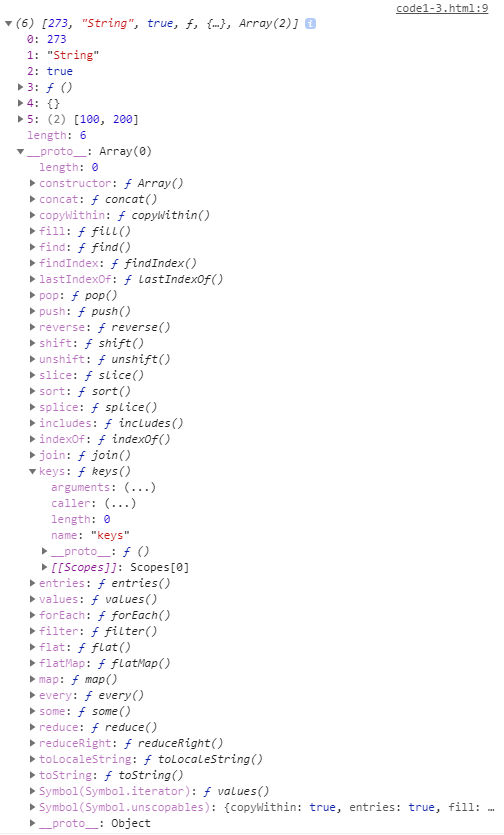 code1-3.html:9
(6) [273, "String", true, ƒ, {…}, Array(2)]
0: 273
1: "String"
2: true
3: ƒ ()
4: {}
5: (2) [100, 200]
length: 6
__proto__: Array(0)
length: 0
constructor: ƒ Array()
concat: ƒ concat()
copyWithin: ƒ copyWithin()
fill: ƒ fill()
find: ƒ find()
findIndex: ƒ findIndex()
lastIndexOf: ƒ lastIndexOf()
pop: ƒ pop()
push: ƒ push()
reverse: ƒ reverse()
shift: ƒ shift()
unshift: ƒ unshift()
slice: ƒ slice()
sort: ƒ sort()
splice: ƒ splice()
includes: ƒ includes()
indexOf: ƒ indexOf()
join: ƒ join()
keys: ƒ keys()
arguments: (...)
caller: (...)
length: 0
name: "keys"
__proto__: ƒ ()
[[Scopes]]: Scopes[0]
entries: ƒ entries()
values: ƒ values()
forEach: ƒ forEach()
filter: ƒ filter()
flat: ƒ flat()
flatMap: ƒ flatMap()
map: ƒ map()
every: ƒ every()
some: ƒ some()
reduce: ƒ reduce()
reduceRight: ƒ reduceRight()
toLocaleString: ƒ toLocaleString()
toString: ƒ toString()
Symbol(Symbol.iterator): ƒ values()
Symbol(Symbol.unscopables): {copyWithin: true, entries: true, fill: …
__proto__: Object